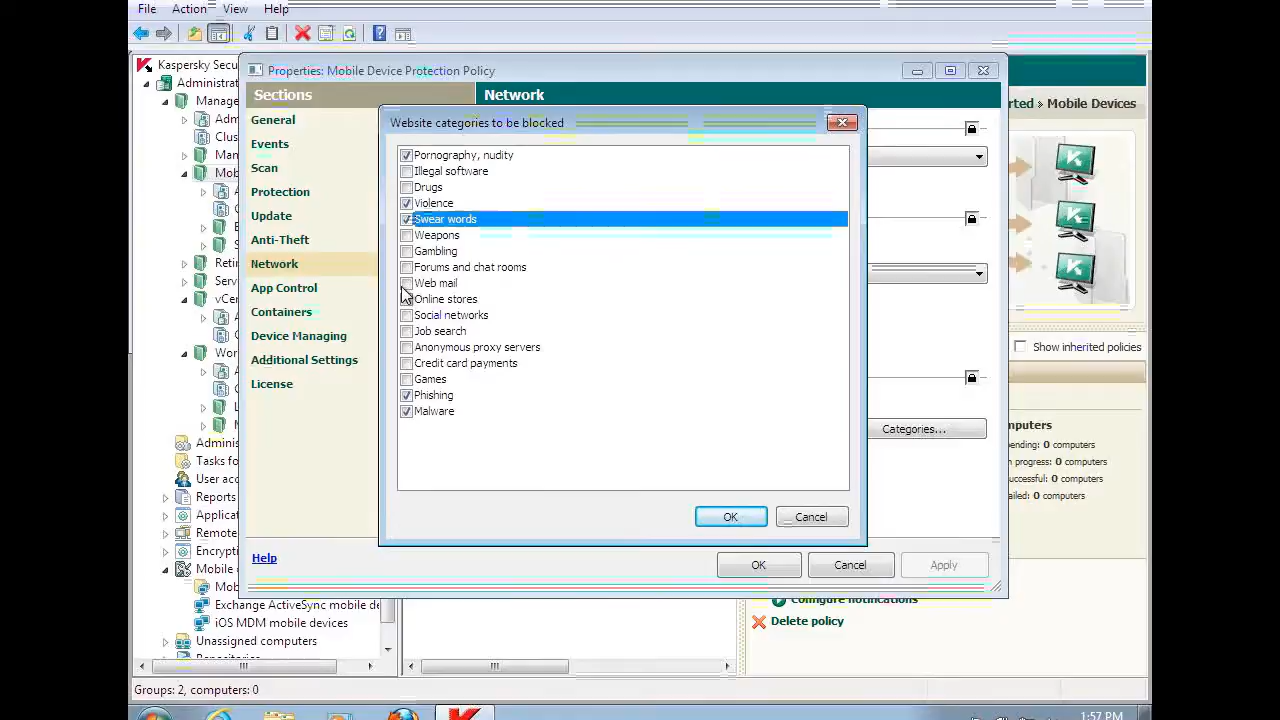 File Action View Help
Kaspersky Secu
Properties: Mobile Device Protection Policy
Administrat
Sections
Network
Manage
rted » Mobile Devices
General
Website categories to be blocked
Clus
Events
Man
Pornography, nudity
Scan
Illegal software
Mob
Drugs
Protection
Violence
Update
Swear words
Weapons
Anti-Theft
Gambling
Network
Forums and chat rooms
Web mail
App Control
Online stores
vCer
Containers
Social networks
Device Managing
Job search
Wor
Anonymous proxy servers
Show inherited policies
Additional Settings
Credit card payments
License
Games
Phishing
Malware
omputers
Categories...
Adminis
ending: 0 computers
Tasks fo
n progress: 0 computers
User acc
uccessful: 0 computers
Reports
ailed: 0 computers
Applicat
OK Cancel
Remote
Encrypti
Help
OK Cancel Apply
Mobile d
Mob
Configure notifications
Exchange ActiveSync mobile de
iOS MDM mobile devices
Delete policy
Unassigned computers
Repositories
Groups: 2, computers: 0
1:57 PM